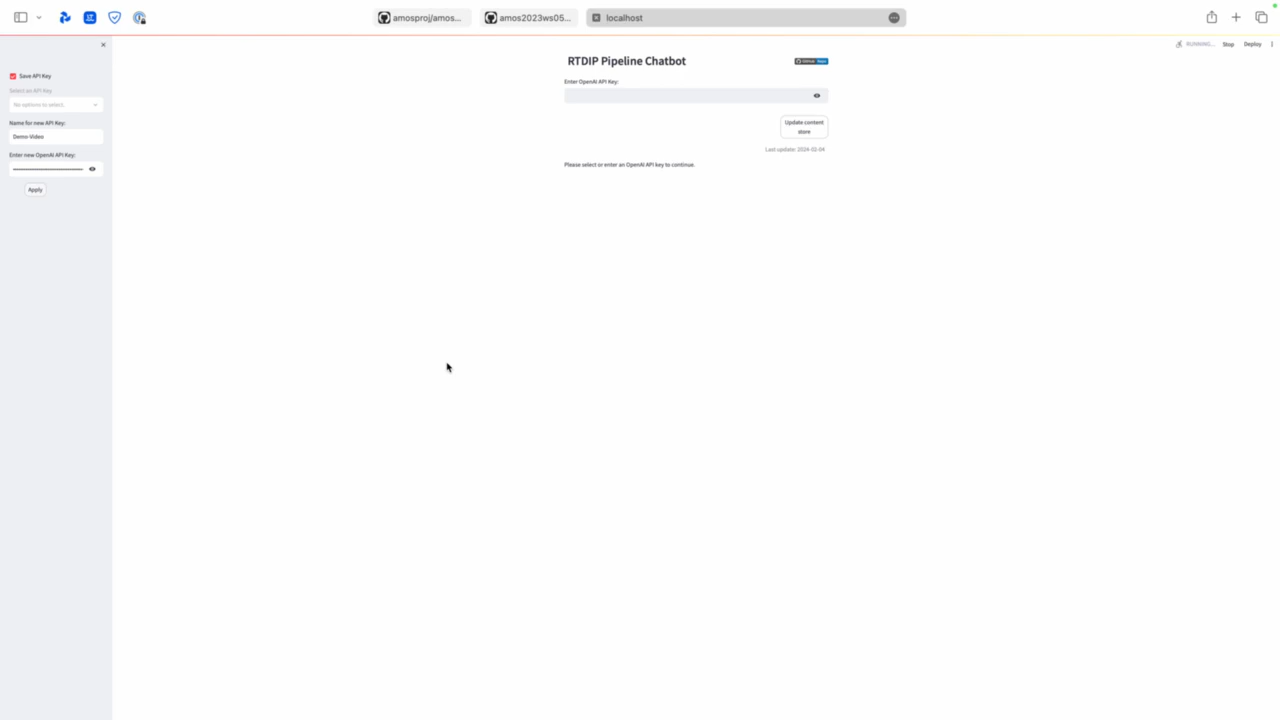 amosproj/amos...
amos2023ws05...
localhost
RUNNING...
Stop
Deploy
Save API Key
Select an API Key
No options to select.
Name for new API Key:
Demo-Video
Enter new OpenAI API Key:
Apply
RTDIP Pipeline Chatbot
GitHub Repo
Enter OpenAI API Key:
Update content
store
Last update: 2024-02-04
Please select or enter an OpenAI API key to continue.